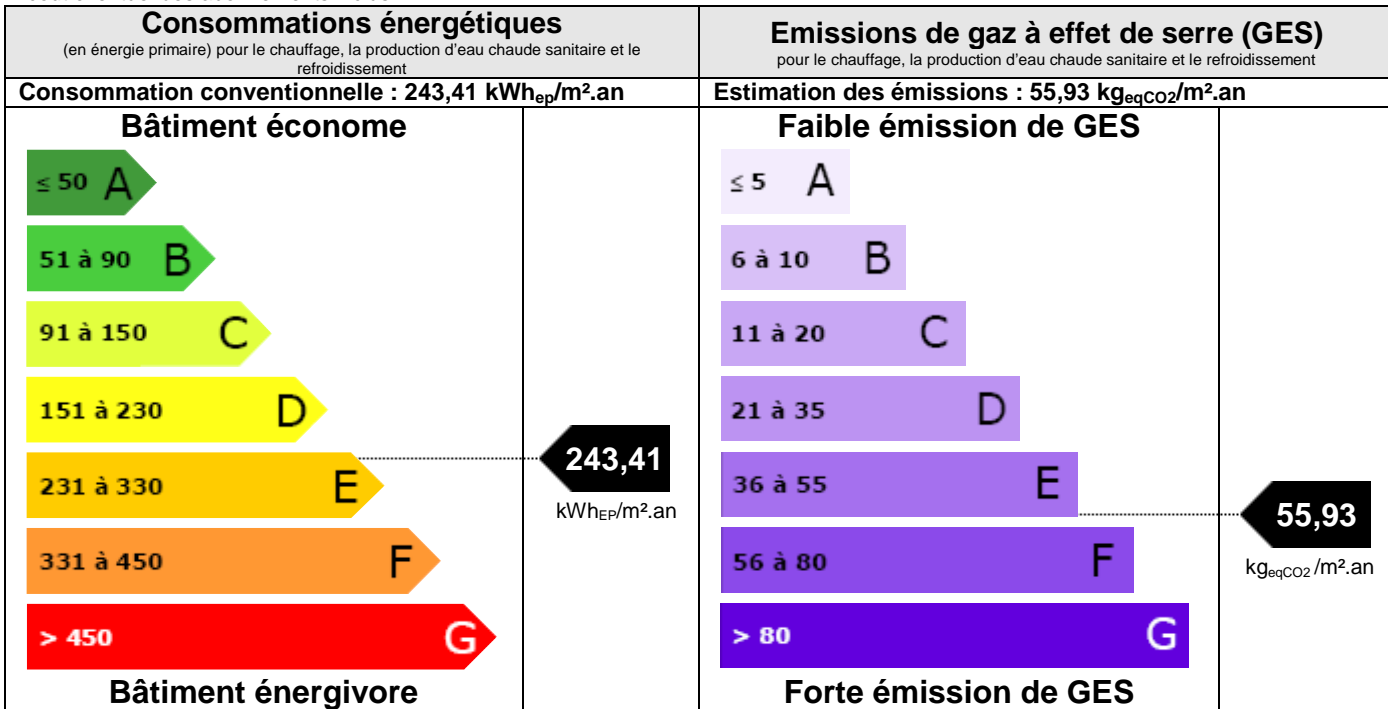 Consommations énergétiques
(en énergie primaire) pour le chauffage, la production d'eau chaude sanitaire et le
refroidissement
Consommation conventionnelle : 243,41 kWhep/m².an
Bâtiment économe
≤ 50 A
51 à 90 B
91 à 150 C
151 à 230 D
231 à 330 E
331 à 450 F
> 450 G
Bâtiment énergivore
243,41
kWhEP/m².an
Emissions de gaz à effet de serre (GES)
pour le chauffage, la production d'eau chaude sanitaire et le refroidissement
Estimation des émissions : 55,93 kgeqCO2/m².an
Faible émission de GES
≤ 5 A
6 à 10 B
11 à 20 C
21 à 35 D
36 à 55 E
56 à 80 F
> 80 G
Forte émission de GES
55,93
kgeqCO2 /m².an